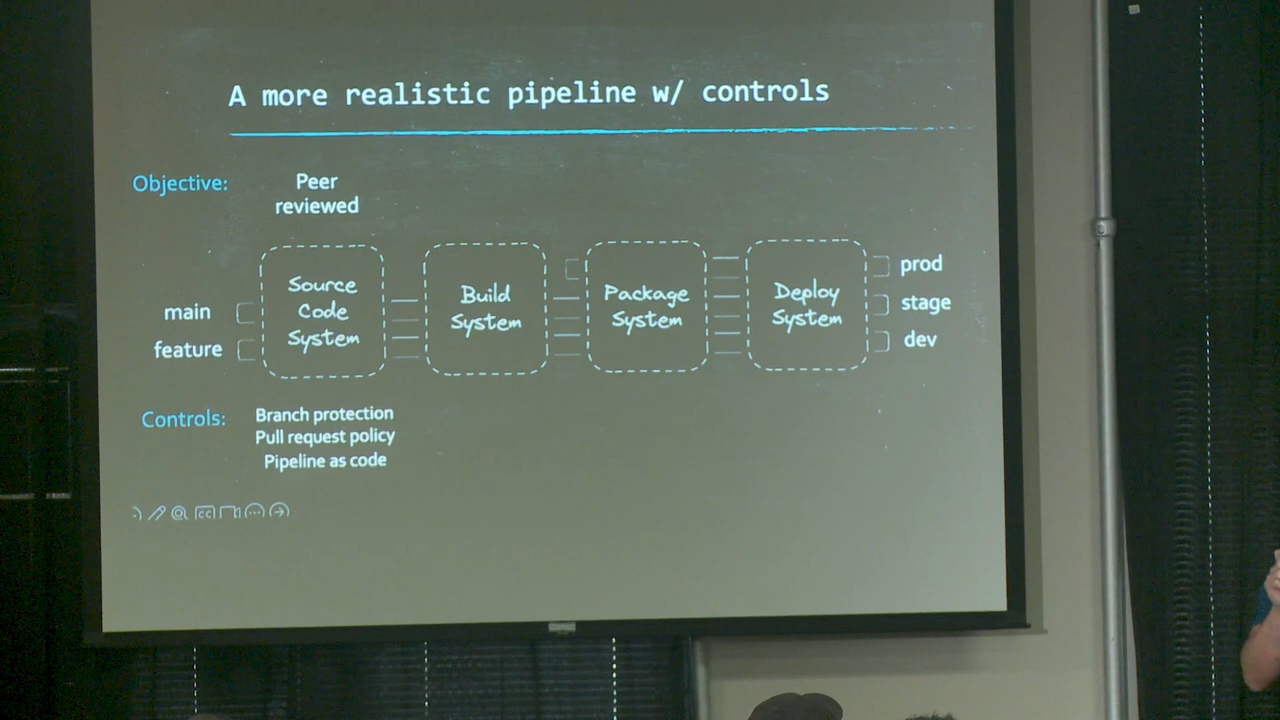 A more realistic pipeline w/ controls
Objective:
Peer
reviewed
main
feature
Source
Code
System
Build
System
Package
System
Deploy
System
prod
stage
dev
Controls:
Branch protection
Pull request policy
Pipeline as code
CC